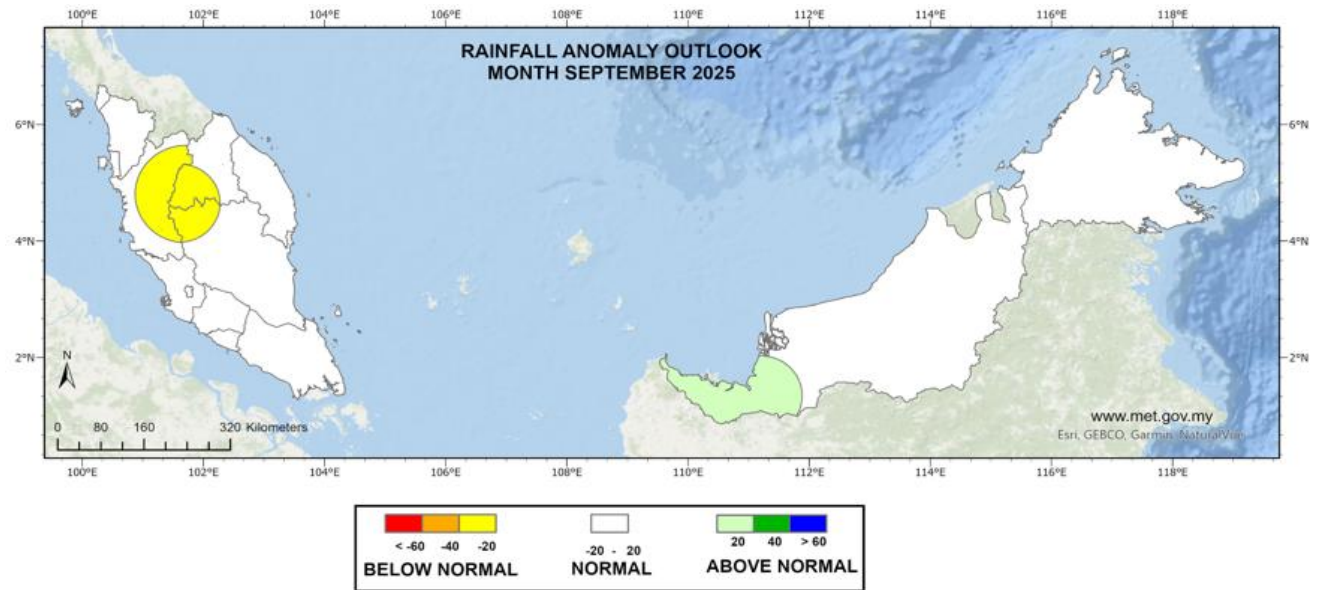 100°E 102°E 104°E 106°E 108°E 110°E 112°E 114°E 116°E 118°E
RAINFALL ANOMALY OUTLOOK
MONTH SEPTEMBER 2025
6°N 6°N
4°N 4°N
2°N 2°N
N
0 80 160 320 Kilometers
www.met.gov.my
Esri, GEBCO, Garmin, NaturalVue
100°E 102°E 104°E 106°E 108°E 110°E 112°E 114°E 116°E 118°E
< -60 -40 -20 -20 - 20 20 40 > 60
BELOW NORMAL NORMAL ABOVE NORMAL